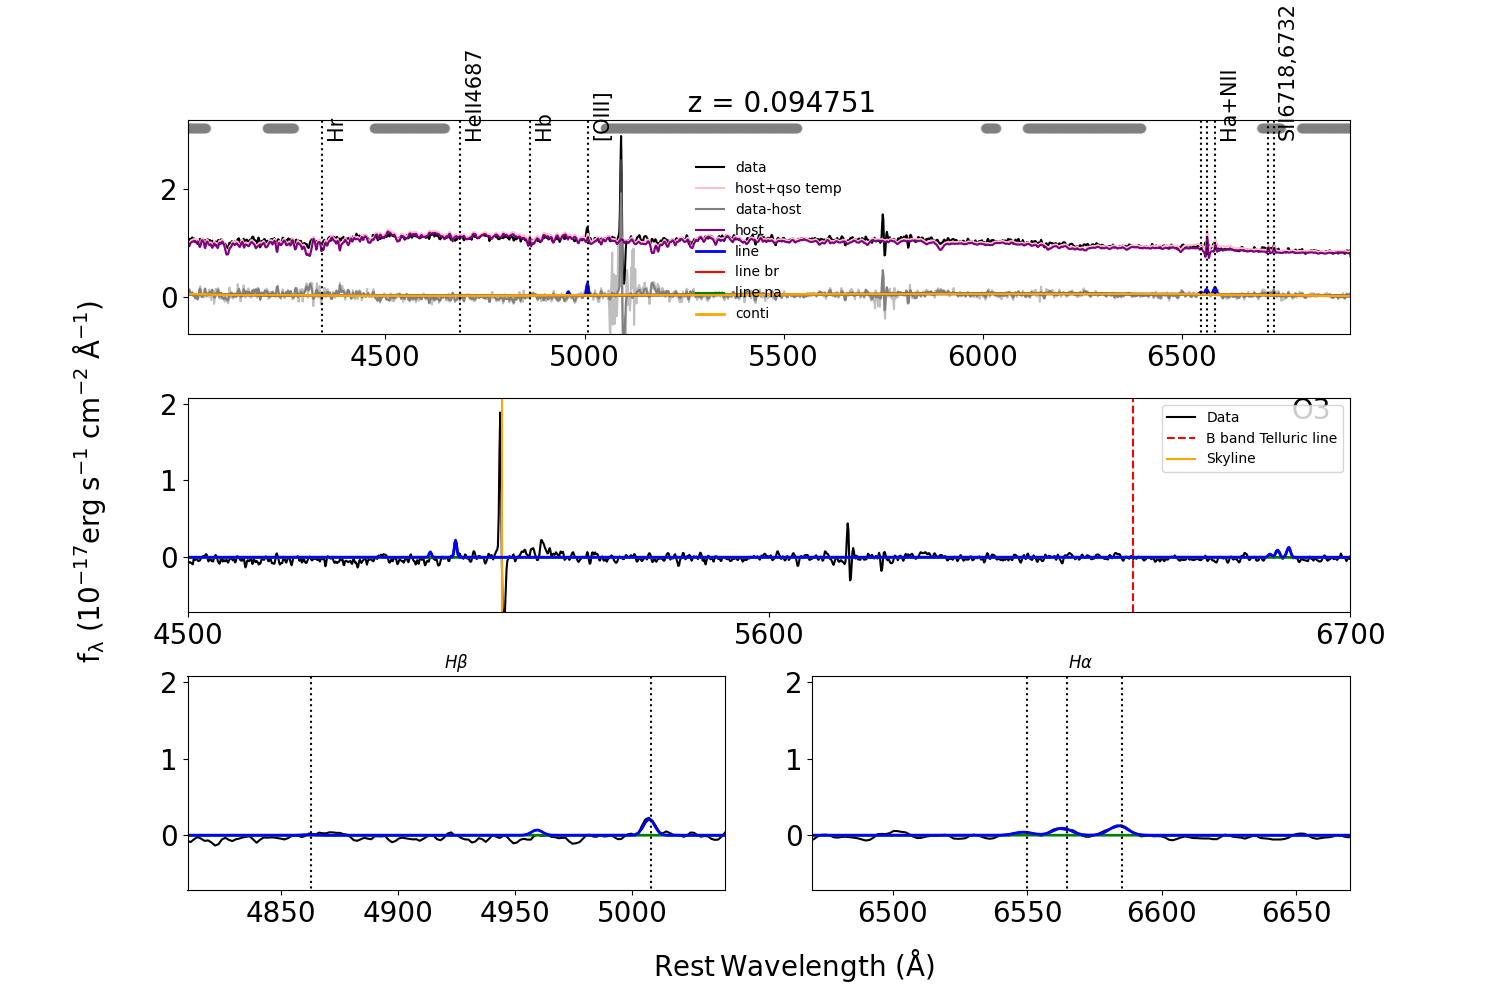 z = 0.094751
Hr
HeII4687
Hb
[OIII]
Ha+NII
SII6718,6732
2
0
data
host+qso temp
data-host
host
line
line br
line na
conti
4500 5000 5500 6000 6500
fλ (10−17erg s−1 cm−2 Å−1)
2
1
0
O3
Data
B band Telluric line
Skyline
4500 5600 6700
Hβ
2
1
0
4850 4900 4950 5000
Hα
2
1
0
6500 6550 6600 6650
Rest Wavelength (Å)